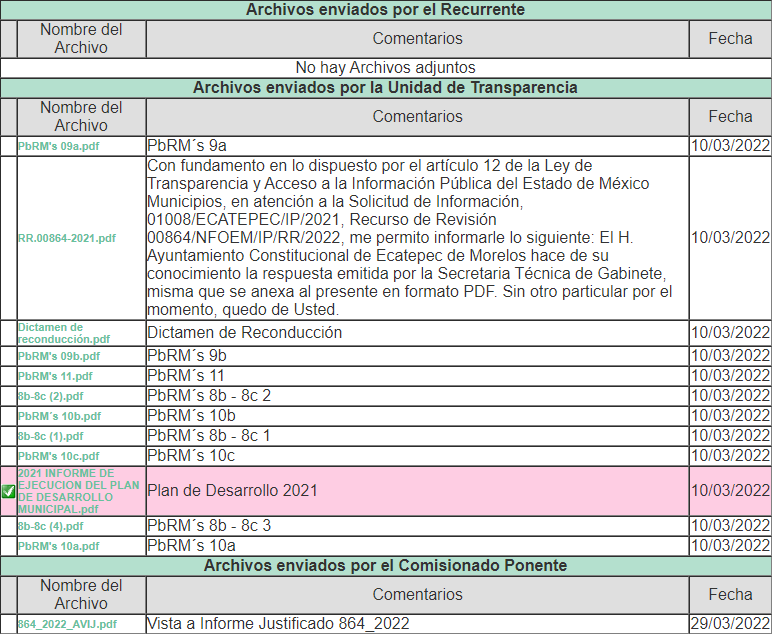 Archivos enviados por el Recurrente
Nombre del
Archivo
Comentarios
Fecha
No hay Archivos adjuntos
Archivos enviados por la Unidad de Transparencia
Nombre del
Archivo
Comentarios
Fecha
PbRM's 09a.pdf PbRM´s 9a 10/03/2022
RR.00864-2021.pdf
Con fundamento en lo dispuesto por el artículo 12 de la Ley de
Transparencia y Acceso a la Información Pública del Estado de México
Municipios, en atención a la Solicitud de Información,
01008/ECATEPEC/IP/2021, Recurso de Revisión
00864/NFOEM/IP/RR/2022, me permito informarle lo siguiente: El H.
Ayuntamiento Constitucional de Ecatepec de Morelos hace de su
conocimiento la respuesta emitida por la Secretaria Técnica de Gabinete,
misma que se anexa al presente en formato PDF. Sin otro particular por el
momento, quedo de Usted.
10/03/2022
Dictamen de
reconducción.pdf
Dictamen de Reconducción 10/03/2022
PbRM's 09b.pdf PbRM´s 9b 10/03/2022
PbRM's 11.pdf PbRM´s 11 10/03/2022
8b-8c (2).pdf PbRM´s 8b - 8c 2 10/03/2022
PbRM´s 10b.pdf PbRM´s 10b 10/03/2022
8b-8c (1).pdf PbRM´s 8b - 8c 1 10/03/2022
PbRM's 10c.pdf PbRM´s 10c 10/03/2022
2021 INFORME DE
EJECUCION DEL PLAN
DE DESARROLLO
MUNICIPAL.pdf
Plan de Desarrollo 2021 10/03/2022
8b-8c (4).pdf PbRM´s 8b - 8c 3 10/03/2022
PbRM's 10a.pdf PbRM´s 10a 10/03/2022
Archivos enviados por el Comisionado Ponente
Nombre del
Archivo
Comentarios
Fecha
864_2022_AVIJ.pdf Vista a Informe Justificado 864_2022 29/03/2022